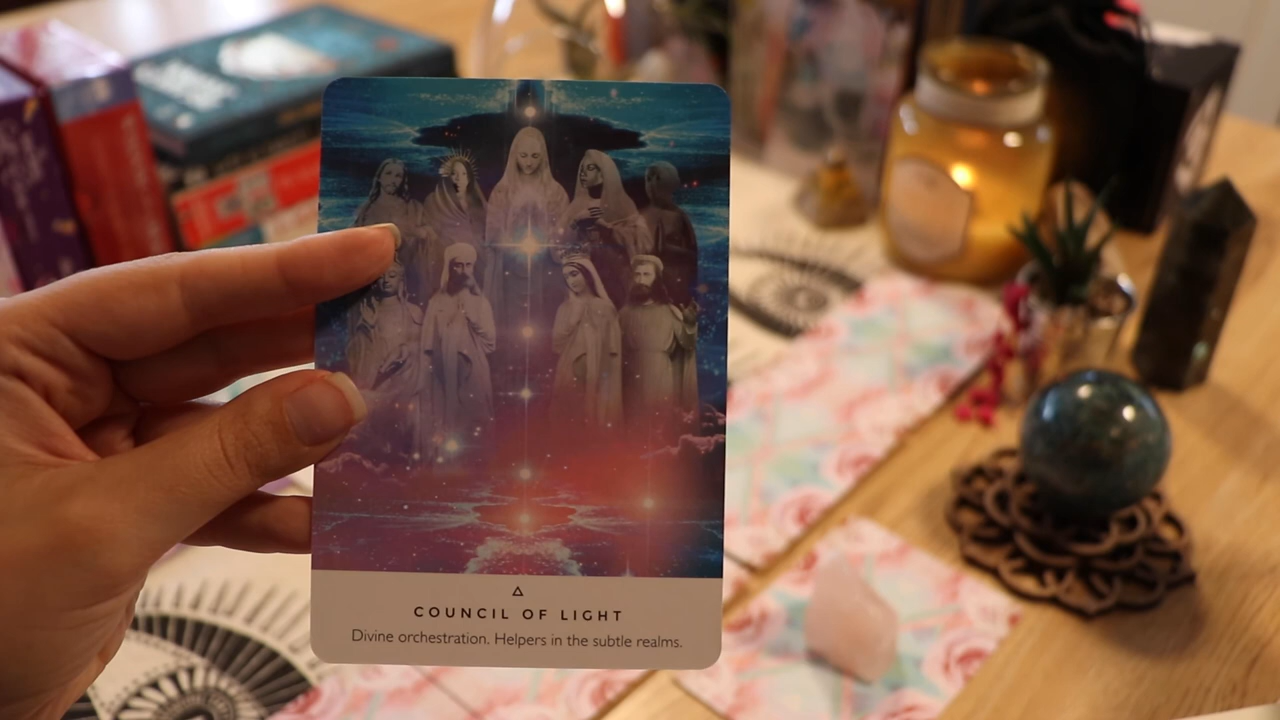 COUNCIL OF LIGHT
Divine orchestration. Helpers in the subtle realms.